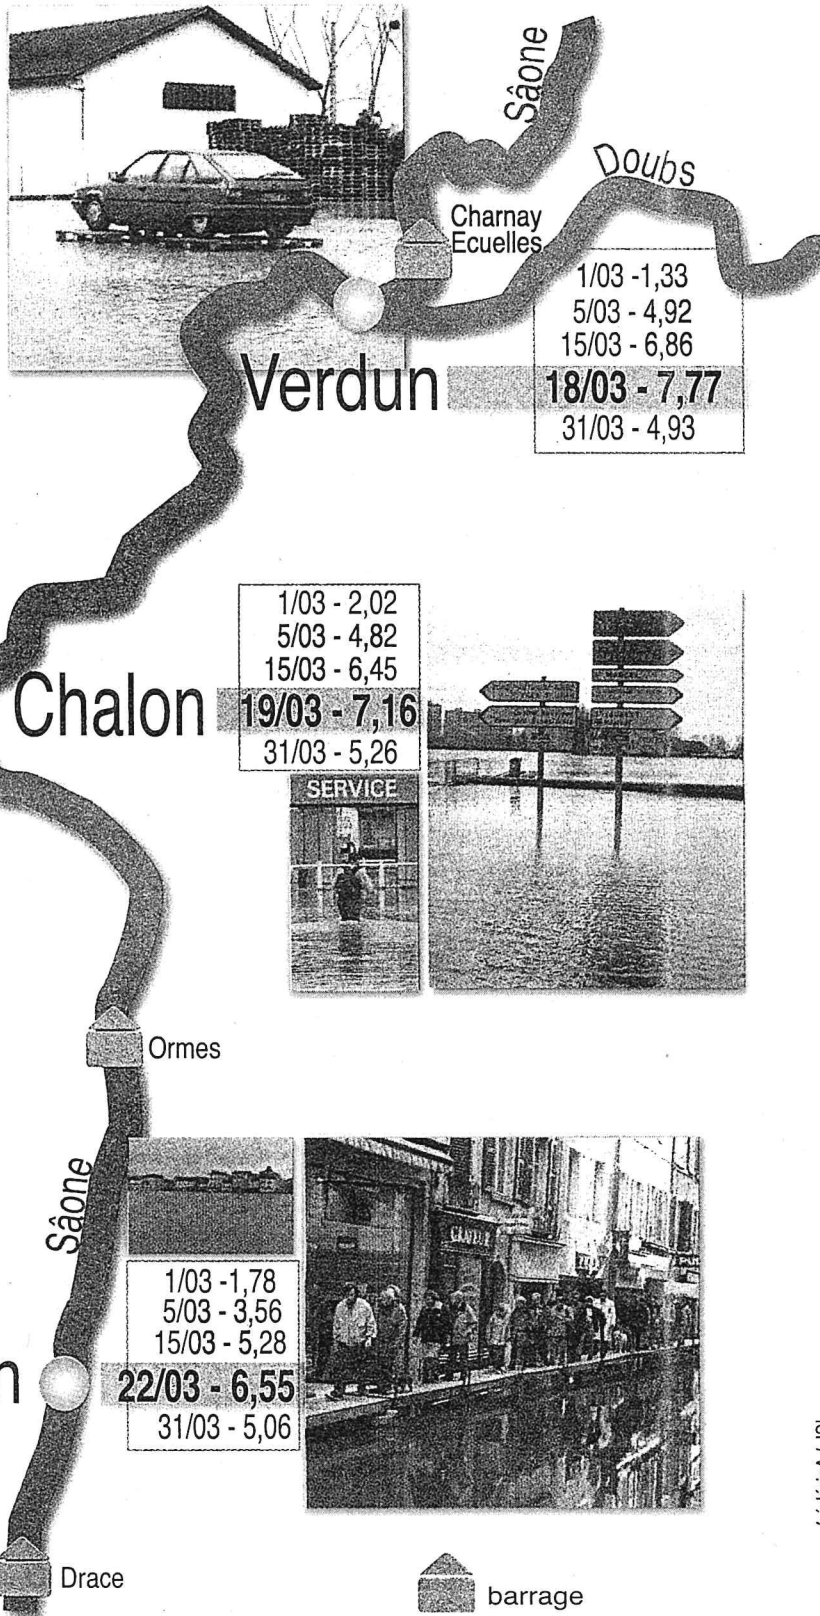 Sâone
Doubs
Charnay
Ecuelles
1/03 -1,33
5/03 - 4,92
15/03 - 6,86
Verdun
18/03 - 7,77
31/03 - 4,93
1/03 - 2,02
5/03 - 4,82
15/03 - 6,45
Chalon
19/03 - 7,16
31/03 - 5,26
SERVICE
Ormes
Sâone
1/03 -1,78
5/03 - 3,56
15/03 - 5,28
n
22/03 - 6,55
31/03 - 5,06
Drace
barrage